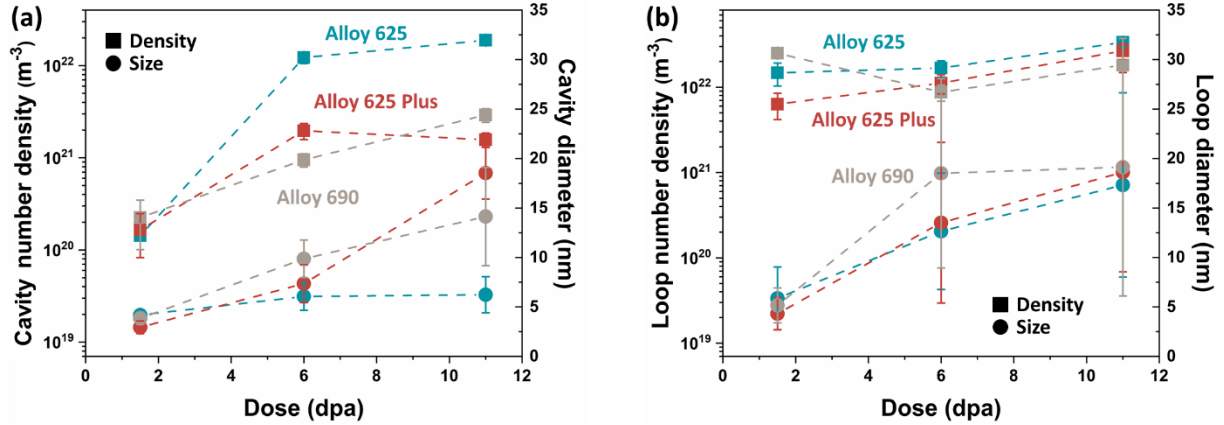 (a)
Cavity number density (m⁻³)
10²²
10²¹
10²⁰
10¹⁹
Density
Size
Alloy 625
Alloy 625 Plus
Alloy 690
35
30
25
20
15
10
5
0
Cavity diameter (nm)
0 2 4 6 8 10 12
Dose (dpa)
(b)
Loop number density (m⁻³)
10²²
10²¹
10²⁰
10¹⁹
Alloy 625
Alloy 625 Plus
Alloy 690
Density
Size
35
30
25
20
15
10
5
0
Loop diameter (nm)
0 2 4 6 8 10 12
Dose (dpa)